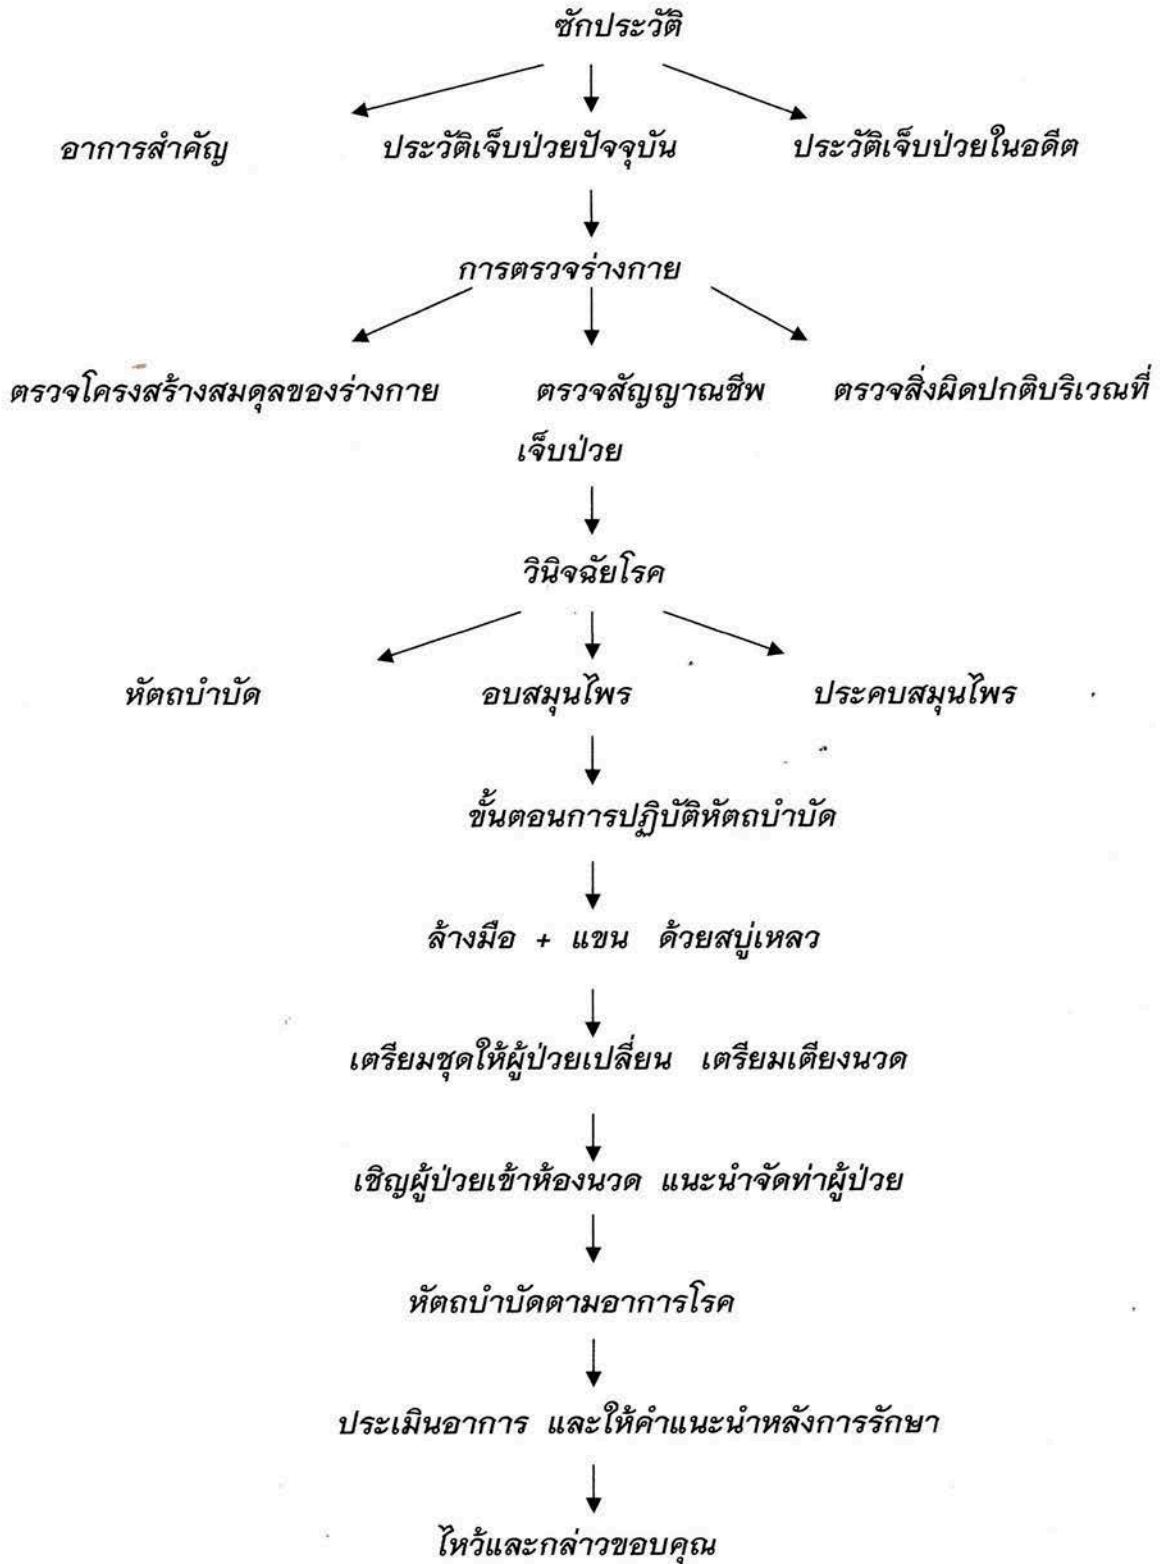 ซักประวัติ
อาการสำคัญ ประวัติเจ็บป่วยปัจจุบัน ประวัติเจ็บป่วยในอดีต
การตรวจร่างกาย
ตรวจโครงสร้างสมดุลของร่างกาย ตรวจสัญญาณชีพ ตรวจสิ่งผิดปกติบริเวณที่
เจ็บป่วย
วินิจฉัยโรค
หัตถบำบัด อบสมุนไพร ประคบสมุนไพร
ขั้นตอนการปฏิบัติหัตถบำบัด
ล้างมือ + แขน ด้วยสบู่เหลว
เตรียมชุดให้ผู้ป่วยเปลี่ยน เตรียมเตียงนวด
เชิญผู้ป่วยเข้าห้องนวด แนะนำจัดท่าผู้ป่วย
หัตถบำบัดตามอาการโรค
ประเมินอาการ และให้คำแนะนำหลังการรักษา
ไหว้และกล่าวขอบคุณ